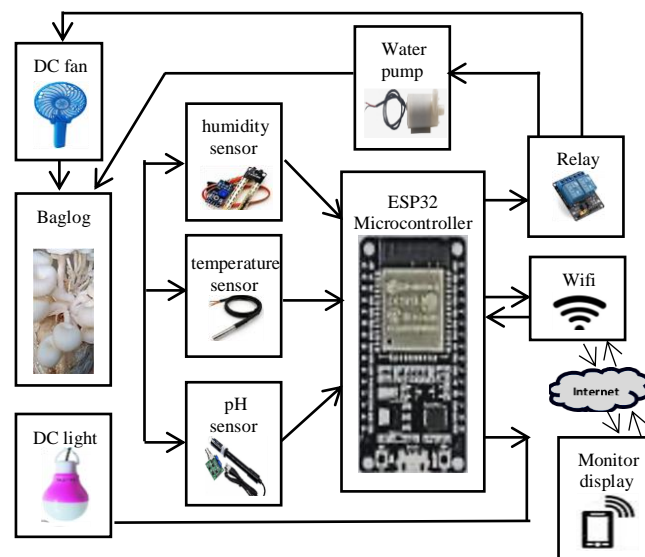 DC fan
Water
pump
humidity
sensor
Relay
Baglog
ESP32
Microcontroller
temperature
sensor
Wifi
pH
sensor
Internet
DC light
Monitor
display